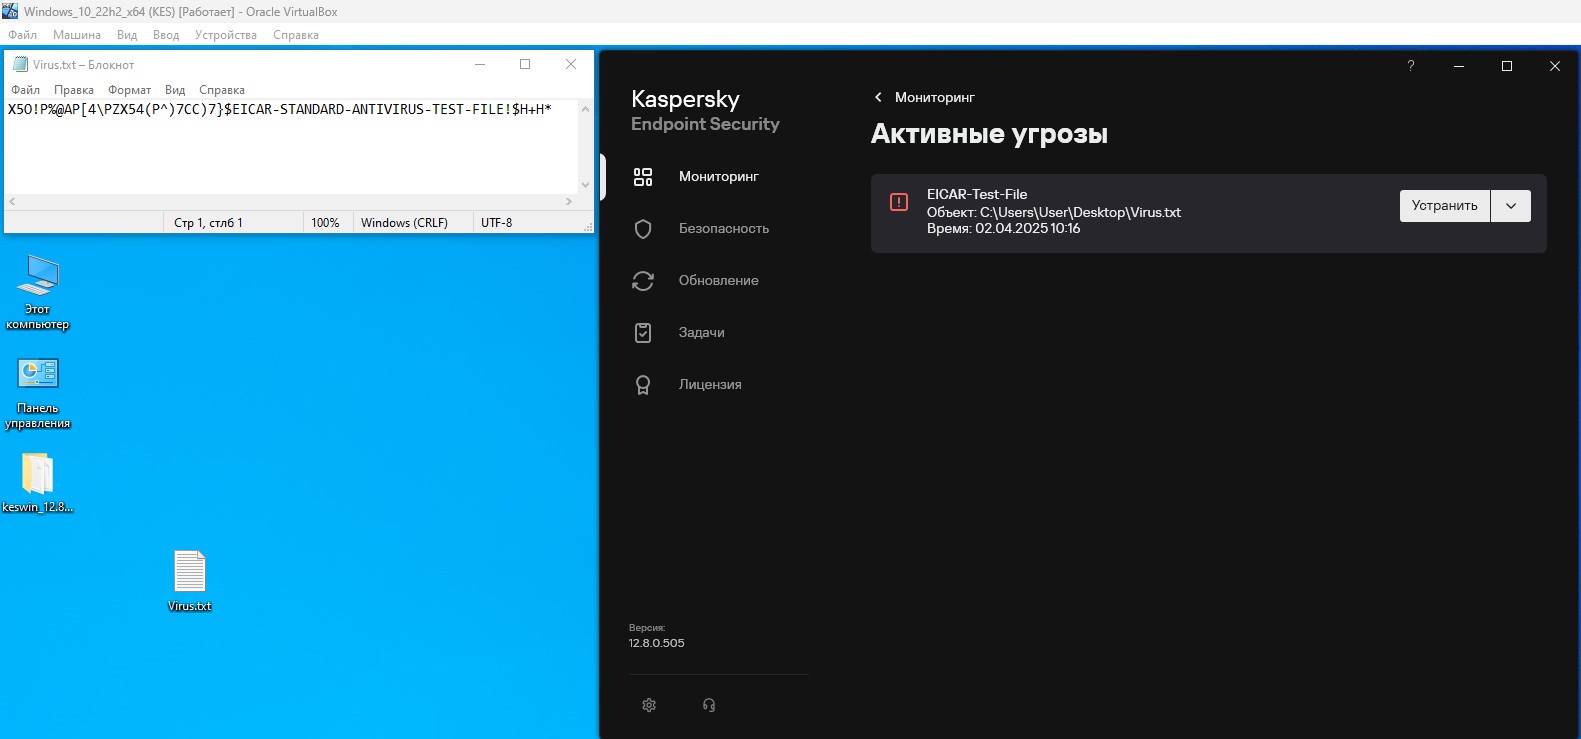 Windows_10_22h2_x64 (KES) [Работает] - Oracle VirtualBox
Файл Машина Вид Ввод Устройства Справка
Virus.txt – Блокнот
Файл Правка Формат Вид Справка
X5O!P%@AP[4\PZX54(P^)7CC)7}$EICAR-STANDARD-ANTIVIRUS-TEST-FILE!$H+H*
Стр 1, стлб 1 100% Windows (CRLF) UTF-8
Этот
компьютер
Панель
управления
keswin_12.8...
Virus.txt
Kaspersky
Endpoint Security
Мониторинг
Безопасность
Обновление
Задачи
Лицензия
Версия:
12.8.0.505
?
Мониторинг
Активные угрозы
EICAR-Test-File
Объект: C:\Users\User\Desktop\Virus.txt
Время: 02.04.2025 10:16
Устранить